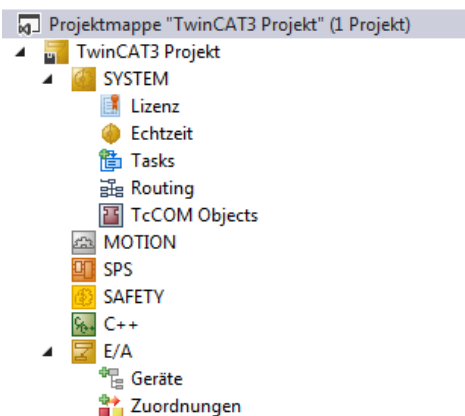 Projektmappe "TwinCAT3 Projekt" (1 Projekt)
TwinCAT3 Projekt
SYSTEM
Lizenz
Echtzeit
Tasks
Routing
TcCOM Objects
MOTION
SPS
SAFETY
C++
E/A
Geräte
Zuordnungen